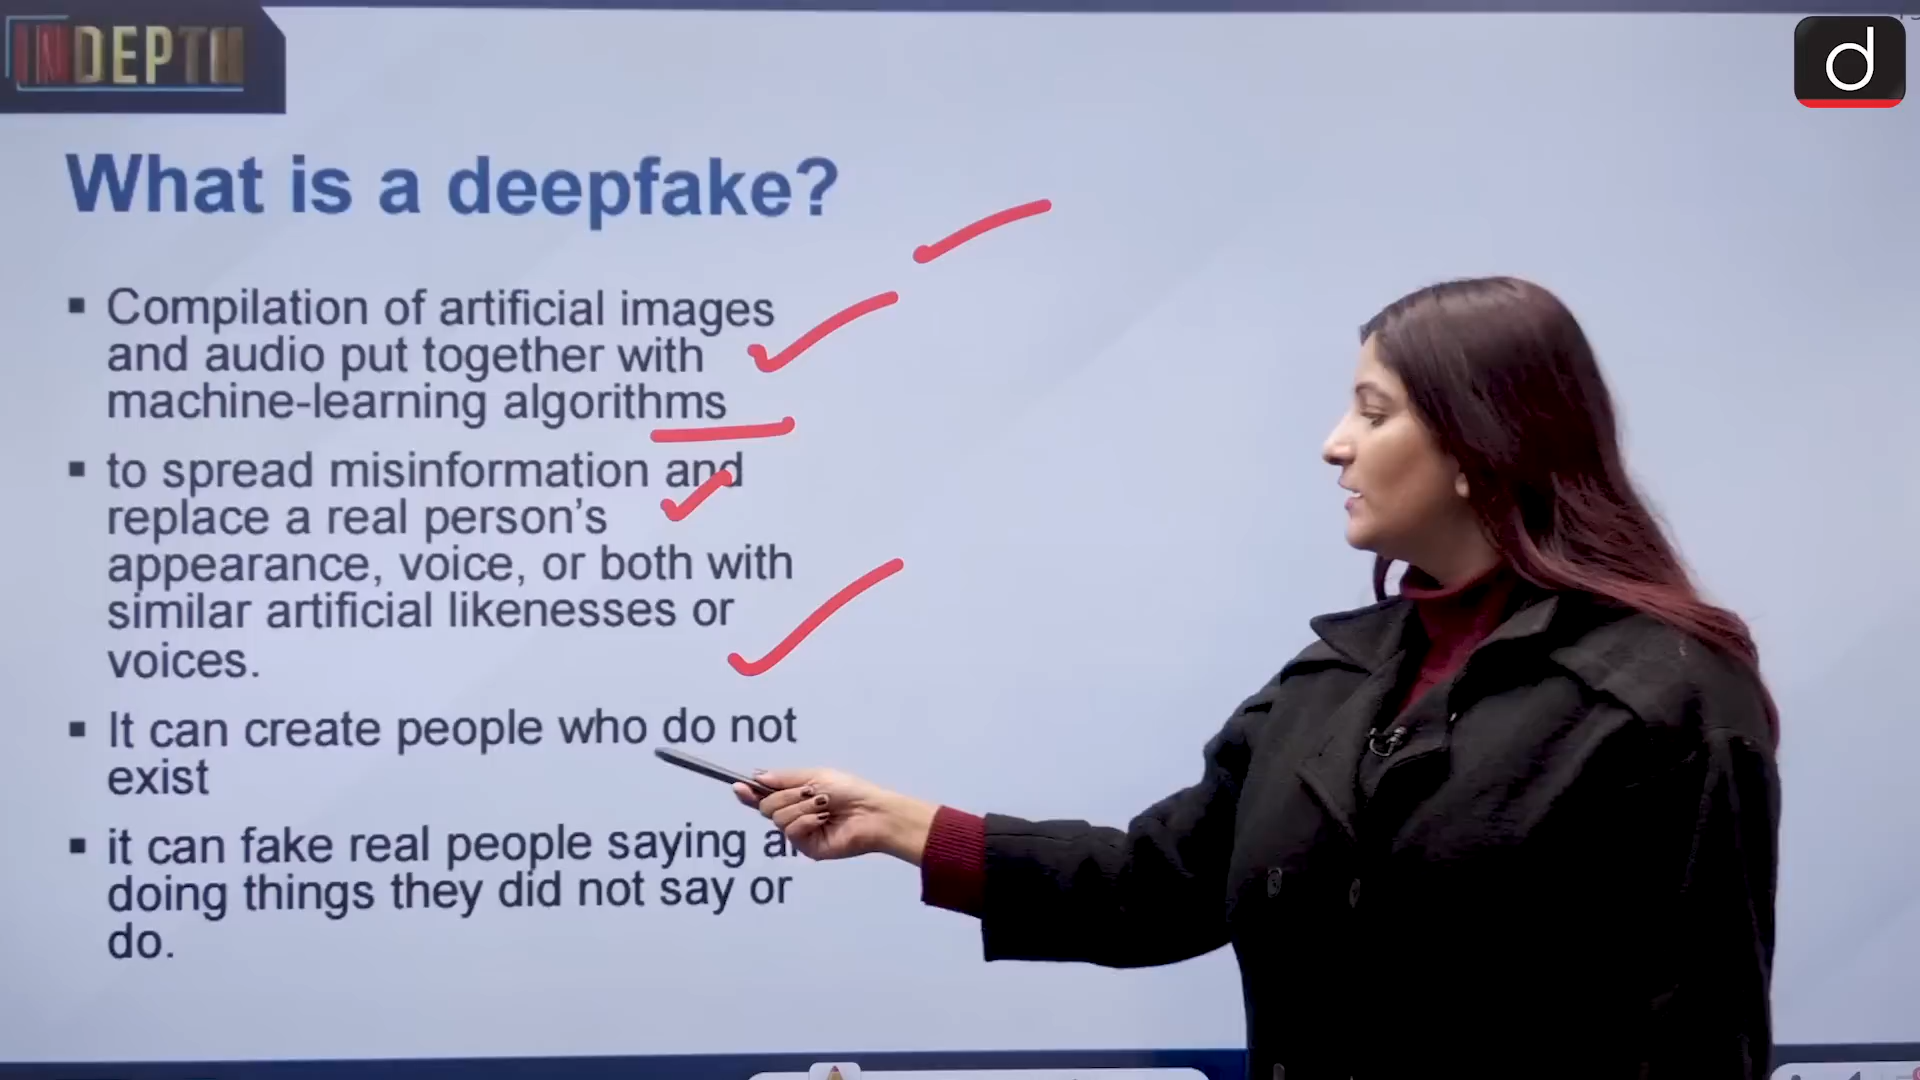 INDEPTH
d
What is a deepfake?
▪ Compilation of artificial images
and audio put together with
machine-learning algorithms
▪ to spread misinformation and
replace a real person's
appearance, voice, or both with
similar artificial likenesses or
voices.
▪ It can create people who do not
exist
▪ it can fake real people saying
doing things they did not say or
do.